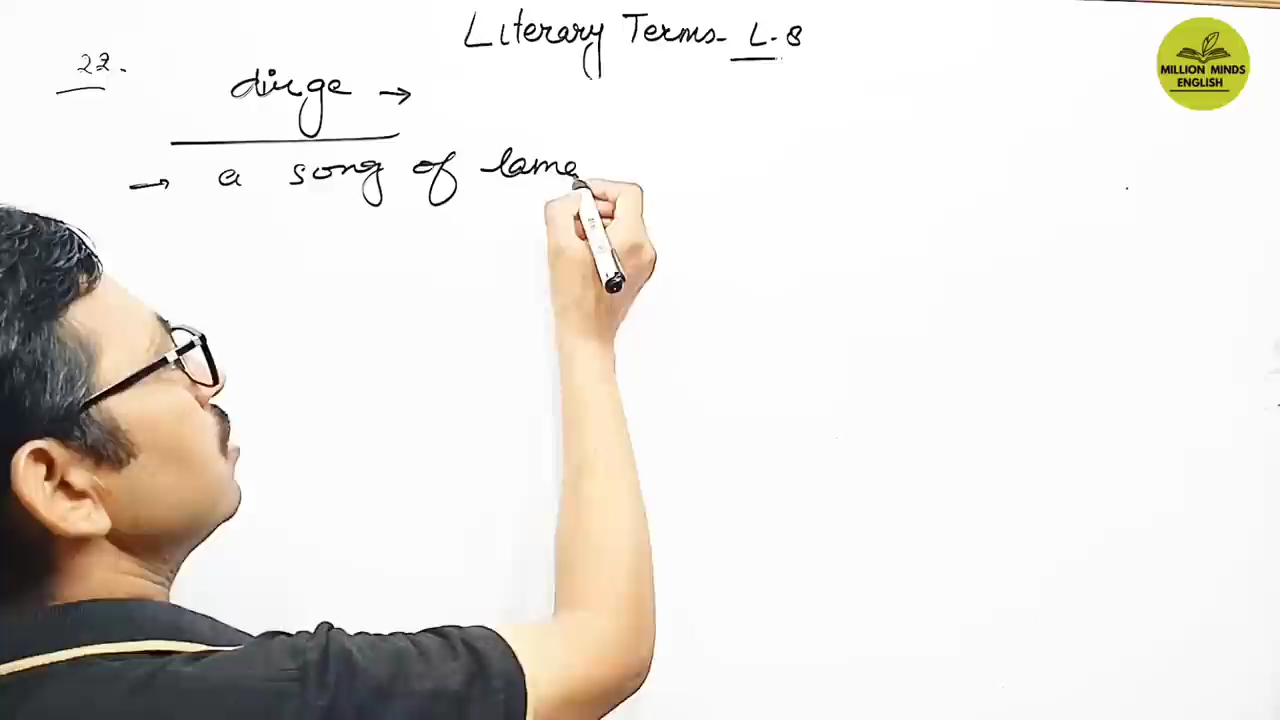 Literary Terms- L-8
22.
dirge →
→ a song of lame
MILLION MINDS
ENGLISH